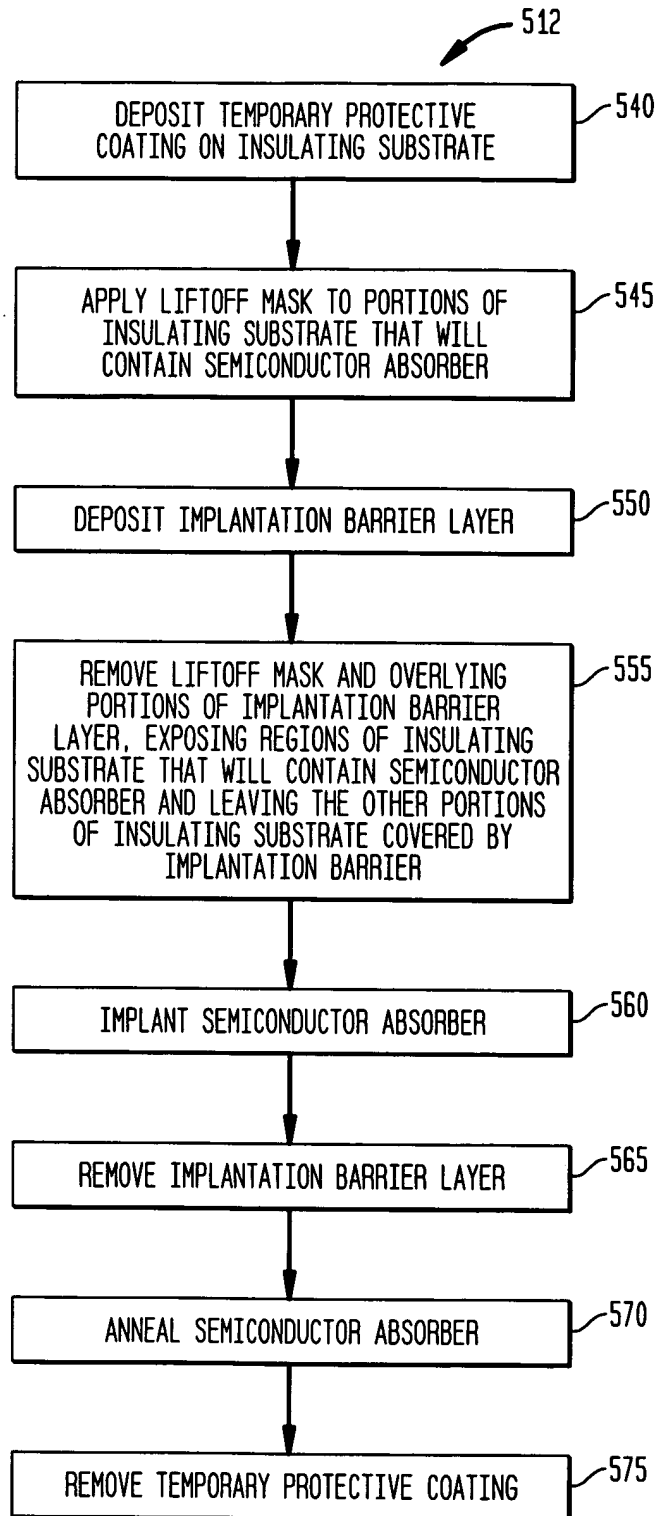 512
DEPOSIT TEMPORARY PROTECTIVE
COATING ON INSULATING SUBSTRATE
540
APPLY LIFTOFF MASK TO PORTIONS OF
INSULATING SUBSTRATE THAT WILL
CONTAIN SEMICONDUCTOR ABSORBER
545
DEPOSIT IMPLANTATION BARRIER LAYER
550
REMOVE LIFTOFF MASK AND OVERLYING
PORTIONS OF IMPLANTATION BARRIER
LAYER, EXPOSING REGIONS OF INSULATING
SUBSTRATE THAT WILL CONTAIN SEMICONDUCTOR
ABSORBER AND LEAVING THE OTHER PORTIONS
OF INSULATING SUBSTRATE COVERED BY
IMPLANTATION BARRIER
555
IMPLANT SEMICONDUCTOR ABSORBER
560
REMOVE IMPLANTATION BARRIER LAYER
565
ANNEAL SEMICONDUCTOR ABSORBER
570
REMOVE TEMPORARY PROTECTIVE COATING
575